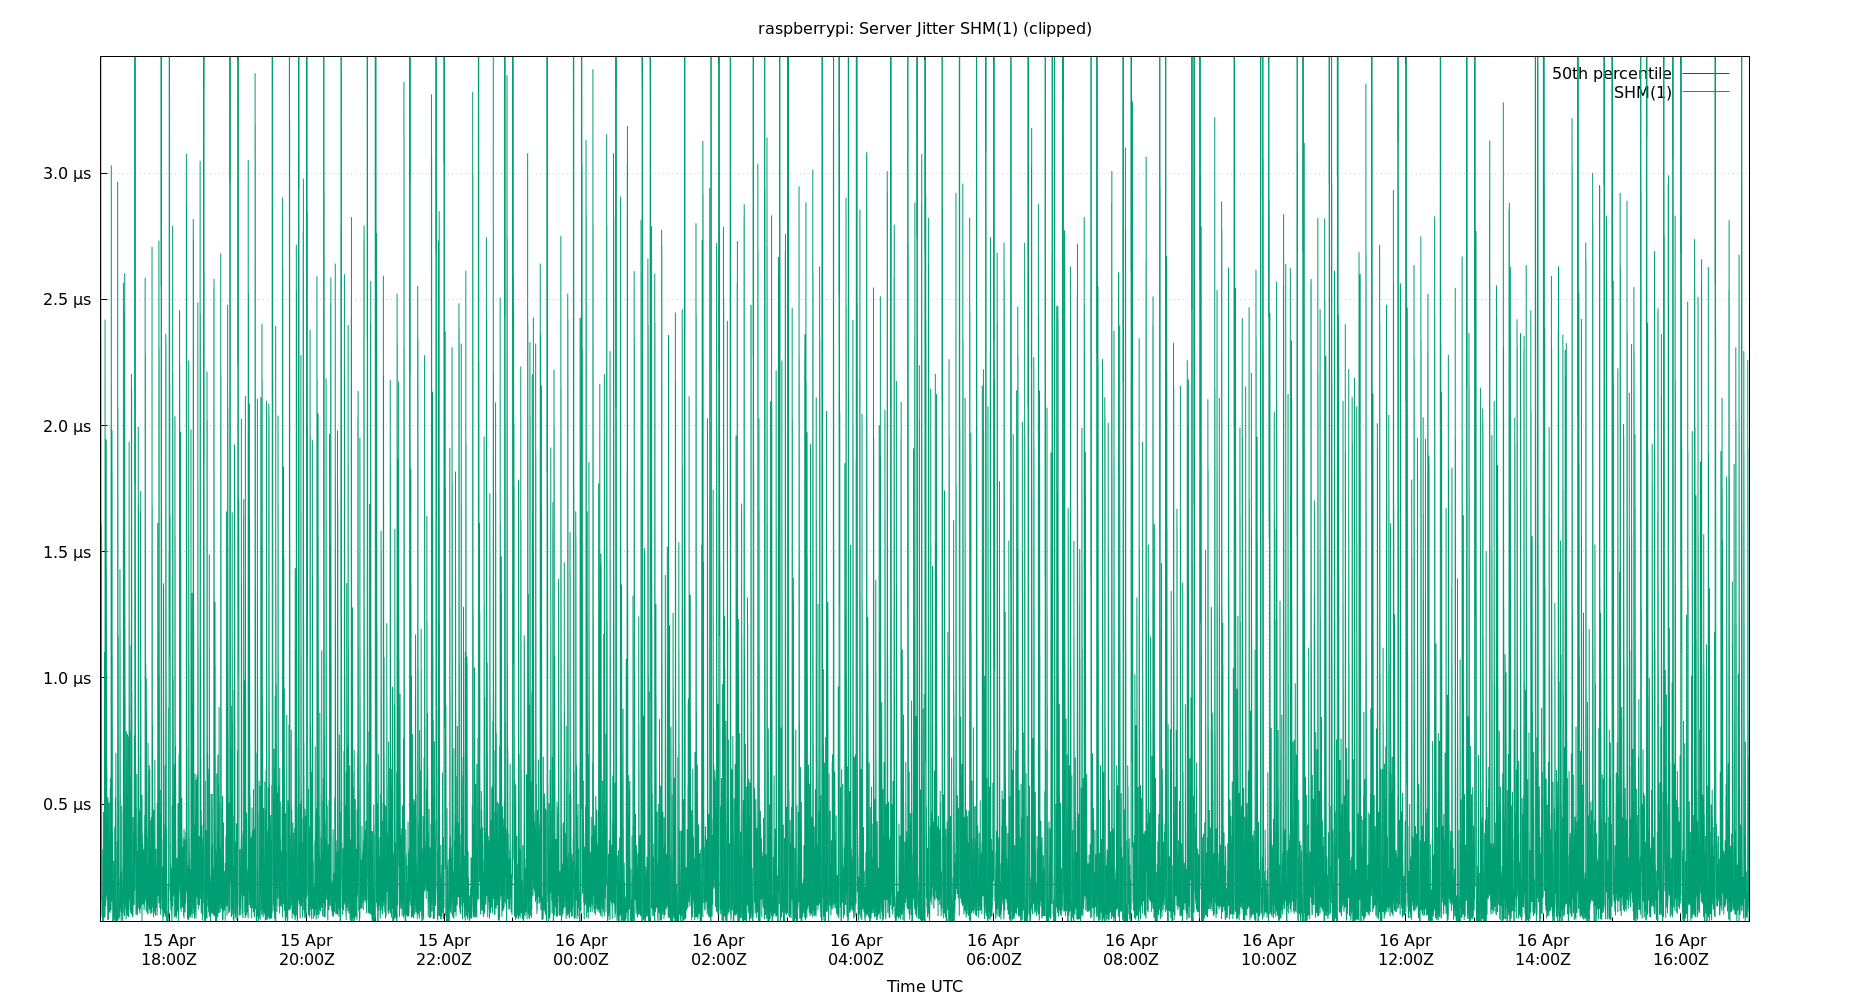 raspberrypi: Server Jitter SHM(1) (clipped)
50th percentile
SHM(1)
3.0 µs
2.5 µs
2.0 µs
1.5 µs
1.0 µs
0.5 µs
15 Apr 15 Apr 15 Apr 16 Apr 16 Apr 16 Apr 16 Apr 16 Apr 16 Apr 16 Apr 16 Apr 16 Apr
18:00Z 20:00Z 22:00Z 00:00Z 02:00Z 04:00Z 06:00Z 08:00Z 10:00Z 12:00Z 14:00Z 16:00Z
Time UTC